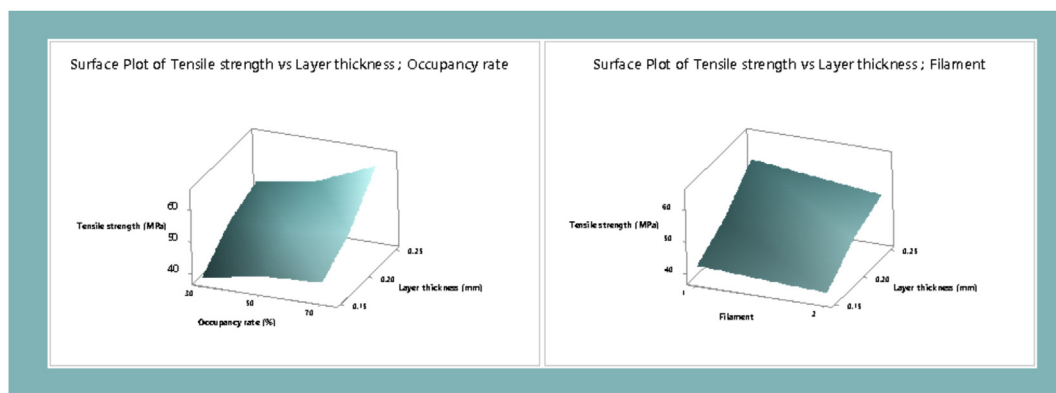 Surface Plot of Tensile strength vs Layer thickness ; Occupancy rate
60
Tensile strength (MPa)
50
40
30
50
70
Occupancy rate (%)
0.15
0.20
0.25
Layer thickness (mm)
Surface Plot of Tensile strength vs Layer thickness ; Filament
60
Tensile strength (MPa)
50
40
1
2
Filament
0.15
0.20
0.25
Layer thickness (mm)